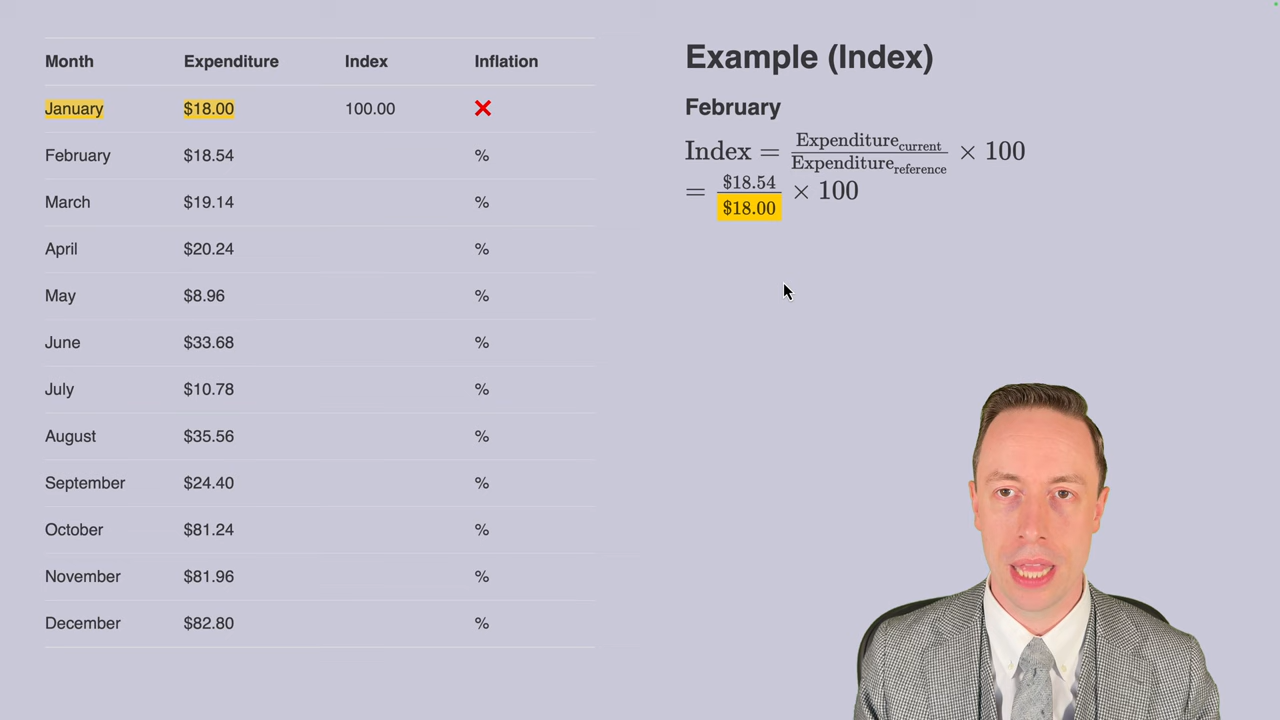 Month Expenditure Index Inflation
January $18.00 100.00 ❌
February $18.54 %
March $19.14 %
April $20.24 %
May $8.96 %
June $33.68 %
July $10.78 %
August $35.56 %
September $24.40 %
October $81.24 %
November $81.96 %
December $82.80 %
Example (Index)
February
Index = Expenditure_current / Expenditure_reference × 100
= $18.54 / $18.00 × 100